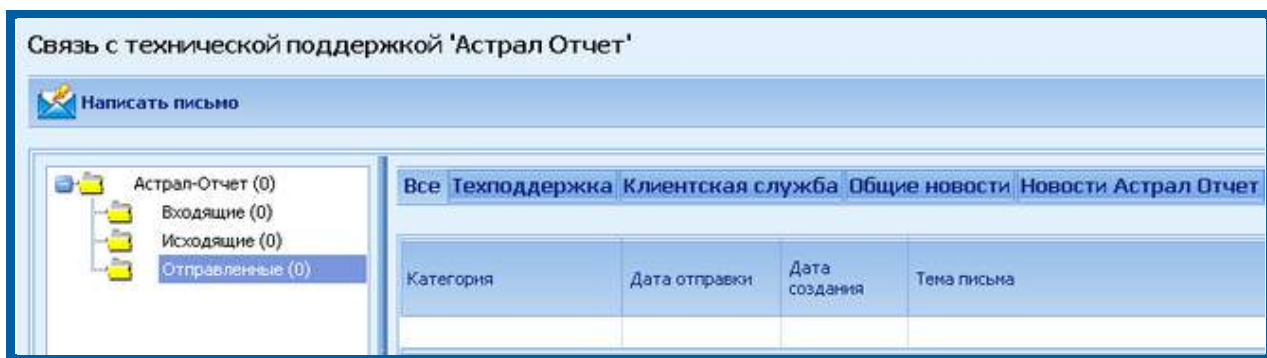 Связь с технической поддержкой 'Астрал Отчет'
Написать письмо
Астрал-Отчет (0)
Входящие (0)
Исходящие (0)
Отправленные (0)
Все Техподдержка Клиентская служба Общие новости Новости Астрал Отчет
Категория Дата отправки Дата создания Тема письма